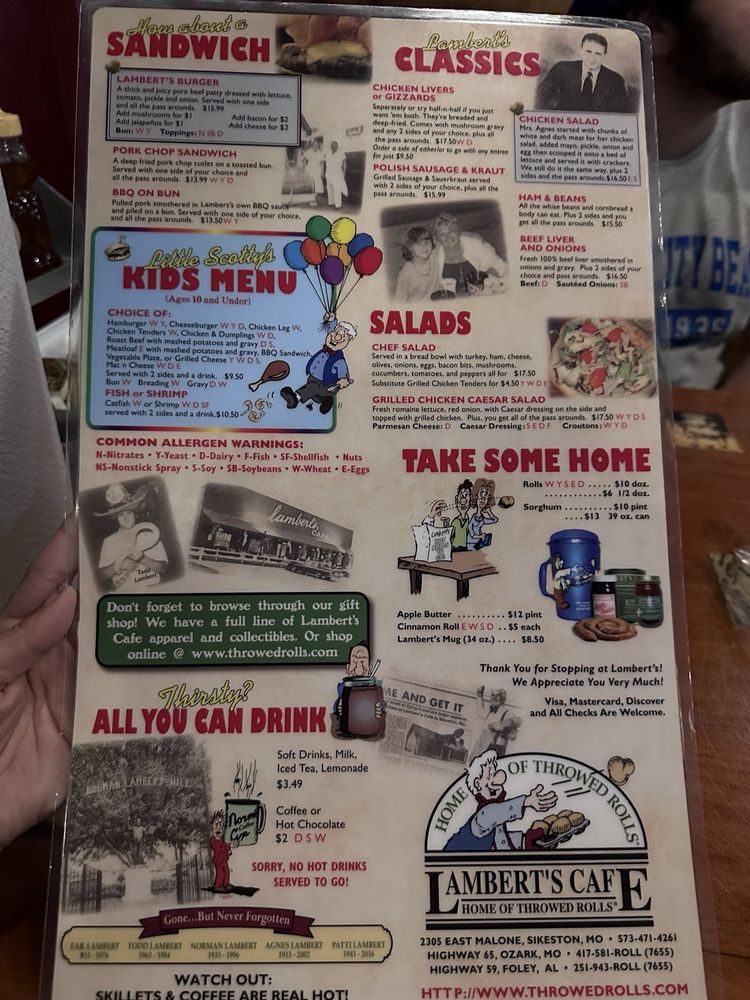 How about a
SANDWICH
LAMBERT'S BURGER
A thick and juicy pure beef patty dressed with lettuce,
tomato, pickle and onion. Served with one side
and all the pass arounds. $15.99
Add mushrooms for $1 Add bacon for $2
Add jalapeños for $1 Add cheese for $2
Bun: W Y Toppings: N SB D
PORK CHOP SANDWICH
A deep fried pork chop cutlet on a toasted bun.
Served with one side of your choice and
all the pass arounds. $13.99 W Y D
BBQ ON BUN
Pulled pork smothered in Lambert's own BBQ sauce
and piled on a bun. Served with one side of your choice,
and all the pass arounds. $13.50 W Y
Little Scotty's
KIDS MENU
(Ages 10 and Under)
CHOICE OF:
Hamburger W Y, Cheeseburger W Y D, Chicken Leg W,
Chicken Tenders W, Chicken & Dumplings W D,
Roast Beef with mashed potatoes and gravy D S,
Meatloaf E with mashed potatoes and gravy, BBQ Sandwich,
Vegetable Plate, or Grilled Cheese Y W D S,
Mac n Cheese W D E
Served with 2 sides and a drink. $9.50
Bun W Breading W Gravy D W
FISH or SHRIMP
Catfish W or Shrimp W D SF
served with 2 sides and a drink. $10.50
COMMON ALLERGEN WARNINGS:
N-Nitrates • Y-Yeast • D-Dairy • F-Fish • SF-Shellfish • Nuts
NS-Nonstick Spray • S-Soy • SB-Soybeans • W-Wheat • E-Eggs
Todd
Lambert
Lambert's
CAFE
Don't forget to browse through our gift
shop! We have a full line of Lambert's
Cafe apparel and collectibles. Or shop
online @ www.throwedrolls.com
Thirsty?
ALL YOU CAN DRINK
NORMAN LAMBERT HILL
Soft Drinks, Milk,
Iced Tea, Lemonade
$3.49
Coffee or
Hot Chocolate
$2 D S W
Norm's
Coffee
Cup
SORRY, NO HOT DRINKS
SERVED TO GO!
Gone...But Never Forgotten
EARL LAMBERT TODD LAMBERT NORMAN LAMBERT AGNES LAMBERT PATTI LAMBERT
1963 - 1984 1933 - 1996 1913 - 2002 1941 - 2016
WATCH OUT:
SKILLETS & COFFEE ARE REAL HOT!
Lambert's
CLASSICS
CHICKEN LIVERS
or GIZZARDS
Separately or try half-n-half if you just
want 'em both. They're breaded and
deep-fried. Comes with mushroom gravy
and any 2 sides of your choice, plus all
the pass arounds. $17.50 W D
Order a side of either/or to go with any entree
for just $9.50
POLISH SAUSAGE & KRAUT
Grilled Sausage & Sauerkraut served
with 2 sides of your choice, plus all the
pass arounds. $15.99
CHICKEN SALAD
Mrs. Agnes started with chunks of
white and dark meat for her chicken
salad, added mayo, pickle, onion and
egg then scooped it onto a bed of
lettuce and served it with crackers.
We still do it the same way, plus 2
sides and the pass arounds. $16.50 E S
HAM & BEANS
All the white beans and cornbread a
body can eat. Plus 2 sides and you
get all the pass arounds. $15.50
BEEF LIVER
AND ONIONS
Fresh 100% beef liver smothered in
onions and gravy. Plus 2 sides of your
choice and pass arounds. $16.50
Beef: D Sautéed Onions: SB
SALADS
CHEF SALAD
Served in a bread bowl with turkey, ham, cheese,
olives, onions, eggs, bacon bits, mushrooms,
cucumbers, tomatoes, and peppers all for $17.50
Substitute Grilled Chicken Tenders for $4.50 Y W D E
GRILLED CHICKEN CAESAR SALAD
Fresh romaine lettuce, red onion, with Caesar dressing on the side and
topped with grilled chicken. Plus, you get all of the pass arounds. $17.50 W Y D S
Parmesan Cheese: D Caesar Dressing: S E D F Croutons: W Y D
TAKE SOME HOME
Rolls W Y S E D ..... $10 doz.
............ $6 1/2 doz.
Sorghum .......... $10 pint
.... $13 39 oz. can
Apple Butter .......... $12 pint
Cinnamon Roll E W S D .. $5 each
Lambert's Mug (34 oz.) .... $8.50
Thank You for Stopping at Lambert's!
We Appreciate You Very Much!
Visa, Mastercard, Discover
and All Checks Are Welcome.
ME AND GET IT
HOME OF THROWED ROLLS
LAMBERT'S CAFE
HOME OF THROWED ROLLS®
2305 EAST MALONE, SIKESTON, MO • 573-471-4261
HIGHWAY 65, OZARK, MO • 417-581-ROLL (7655)
HIGHWAY 59, FOLEY, AL • 251-943-ROLL (7655)
HTTP://WWW.THROWEDROLLS.COM